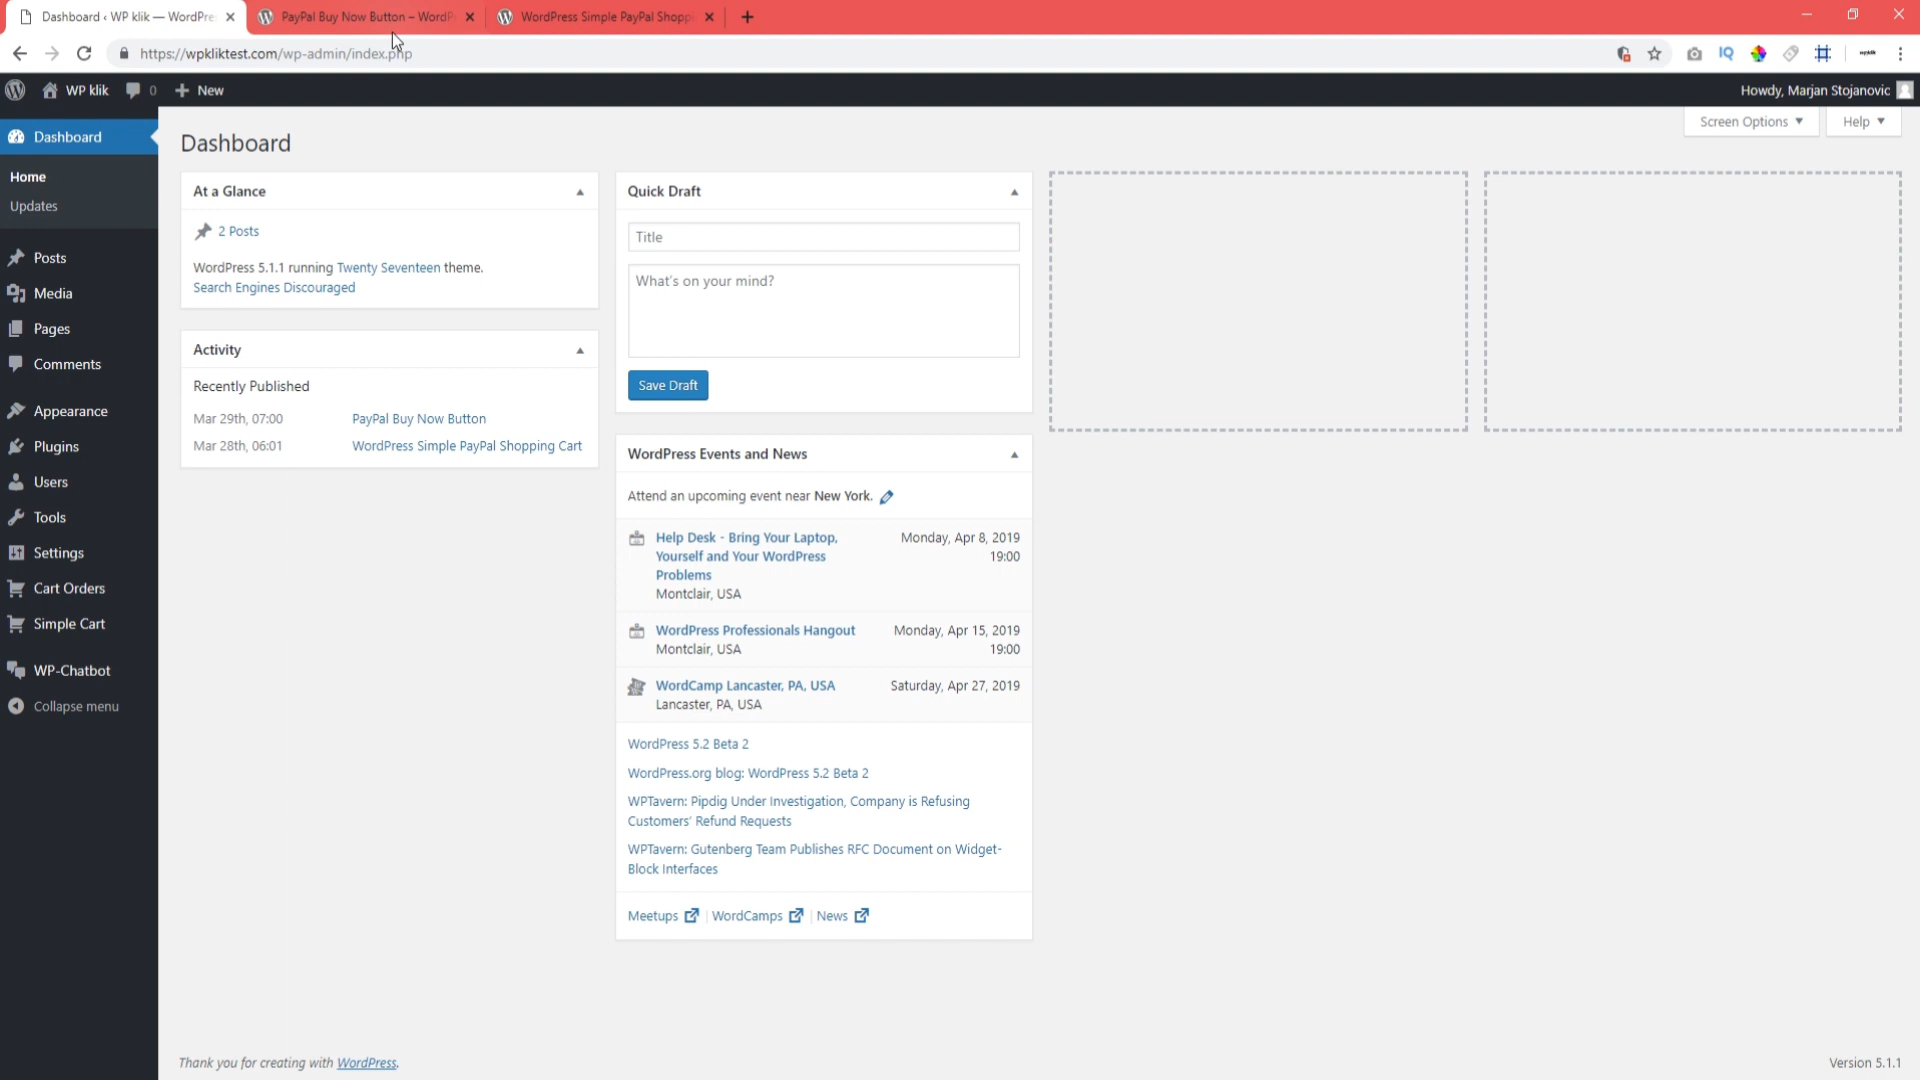 Dashboard ‹ WP klik — WordPre
PayPal Buy Now Button – WordP
WordPress Simple PayPal Shoppi
https://wpkliktest.com/wp-admin/index.php
IQ
WP klik
0
New
Howdy, Marjan Stojanovic
Dashboard
Home
Updates
Posts
Media
Pages
Comments
Appearance
Plugins
Users
Tools
Settings
Cart Orders
Simple Cart
WP-Chatbot
Collapse menu
Screen Options
Help
Dashboard
At a Glance
2 Posts
WordPress 5.1.1 running Twenty Seventeen theme.
Search Engines Discouraged
Activity
Recently Published
Mar 29th, 07:00 PayPal Buy Now Button
Mar 28th, 06:01 WordPress Simple PayPal Shopping Cart
Quick Draft
Title
What's on your mind?
Save Draft
WordPress Events and News
Attend an upcoming event near New York.
Help Desk - Bring Your Laptop, Monday, Apr 8, 2019
Yourself and Your WordPress 19:00
Problems
Montclair, USA
WordPress Professionals Hangout Monday, Apr 15, 2019
Montclair, USA 19:00
WordCamp Lancaster, PA, USA Saturday, Apr 27, 2019
Lancaster, PA, USA
WordPress 5.2 Beta 2
WordPress.org blog: WordPress 5.2 Beta 2
WPTavern: Pipdig Under Investigation, Company is Refusing
Customers' Refund Requests
WPTavern: Gutenberg Team Publishes RFC Document on Widget-
Block Interfaces
Meetups | WordCamps | News
Thank you for creating with WordPress.
Version 5.1.1